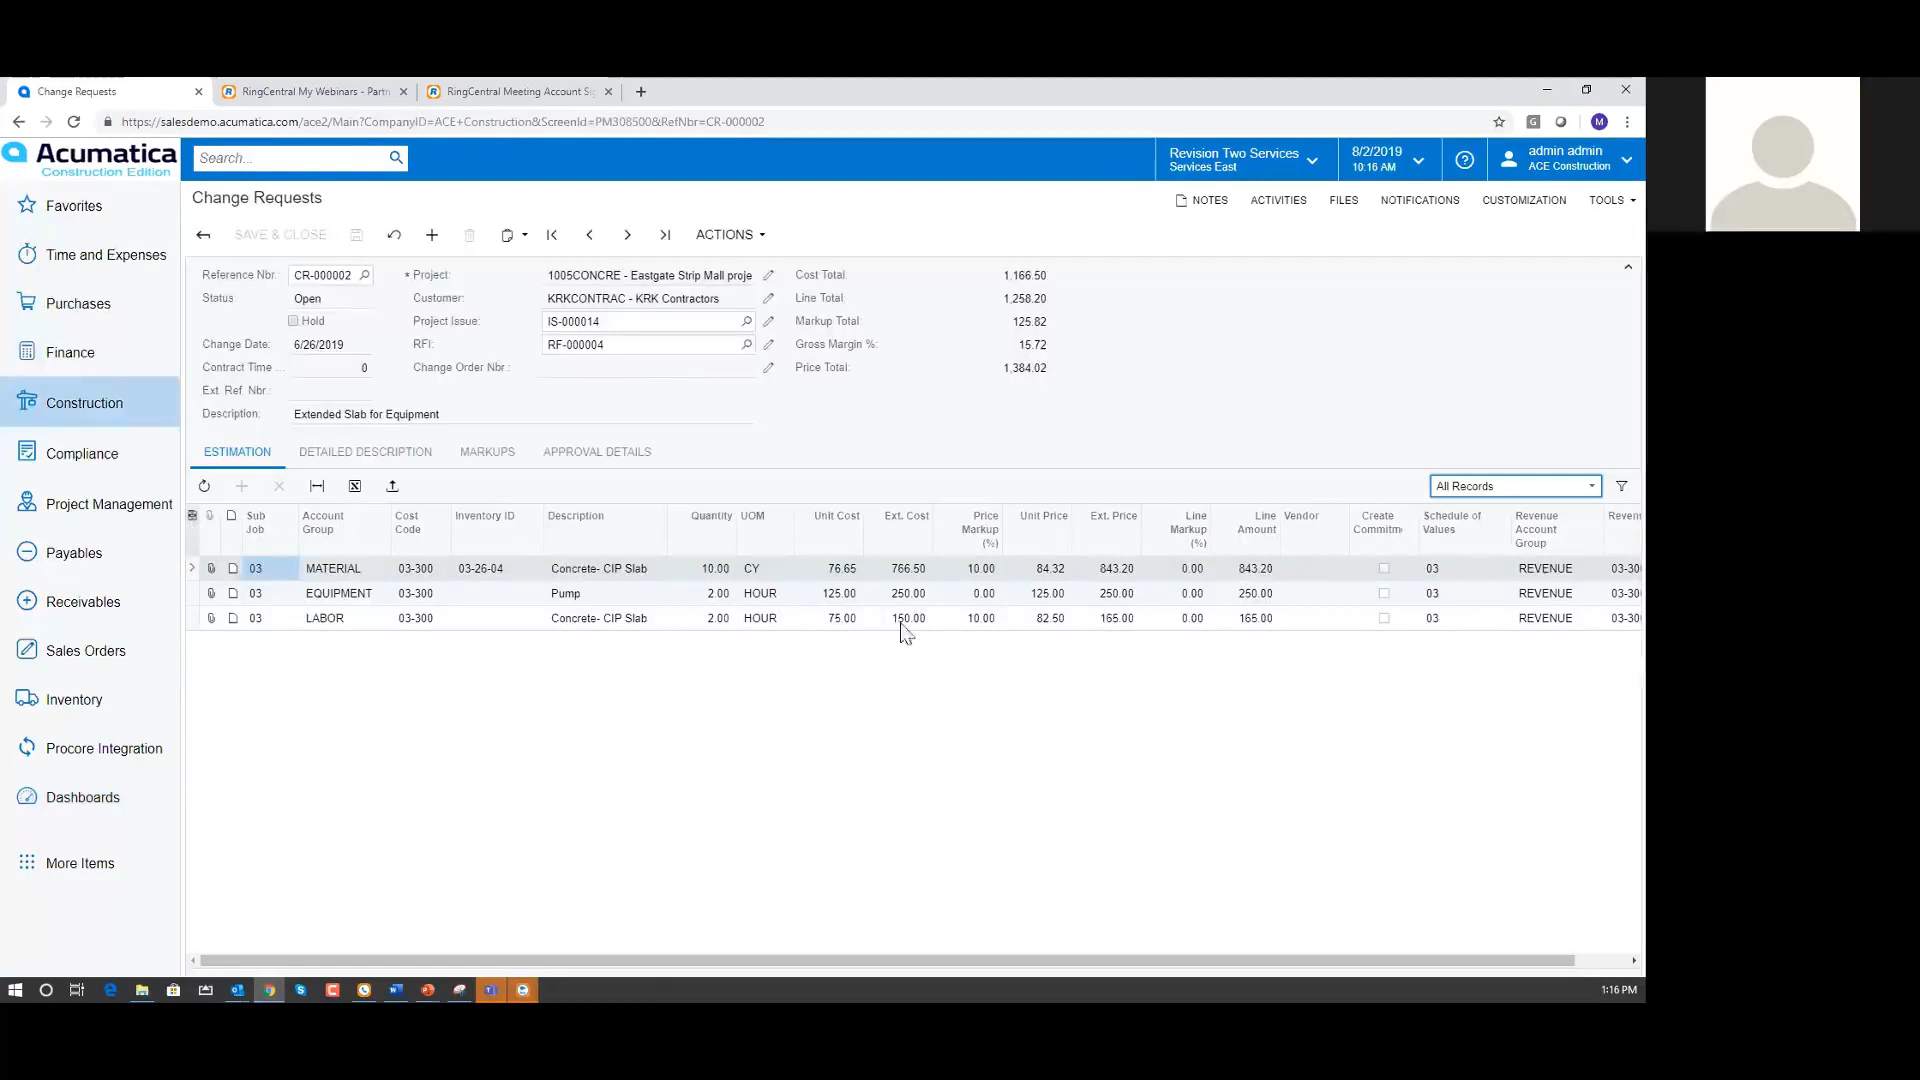 Change Requests
RingCentral My Webinars - Partn
RingCentral Meeting Account Sig
https://salesdemo.acumatica.com/ace2/Main?CompanyID=ACE+Construction&ScreenId=PM308500&RefNbr=CR-000002
G
M
Acumatica
Construction Edition
Search...
Revision Two Services
Services East
8/2/2019
10:16 AM
admin admin
ACE Construction
Change Requests
NOTES ACTIVITIES FILES NOTIFICATIONS CUSTOMIZATION TOOLS
SAVE & CLOSE
ACTIONS
Favorites
Time and Expenses
Purchases
Finance
Construction
Compliance
Project Management
Payables
Receivables
Sales Orders
Inventory
Procore Integration
Dashboards
More Items
Reference Nbr.: CR-000002 * Project: 1005CONCRE - Eastgate Strip Mall proje Cost Total: 1,166.50
Status: Open Customer: KRKCONTRAC - KRK Contractors Line Total 1,258.20
Hold Project Issue: IS-000014 Markup Total 125.82
Change Date: 6/26/2019 RFI: RF-000004 Gross Margin %: 15.72
Contract Time ... 0 Change Order Nbr.: Price Total: 1,384.02
Ext. Ref. Nbr.:
Description: Extended Slab for Equipment
ESTIMATION DETAILED DESCRIPTION MARKUPS APPROVAL DETAILS
All Records
Sub Job Account Group Cost Code Inventory ID Description Quantity UOM Unit Cost Ext. Cost Price Markup (%) Unit Price Ext. Price Line Markup (%) Line Amount Vendor Create Commitme Schedule of Values Revenue Account Group Reven
03 MATERIAL 03-300 03-26-04 Concrete- CIP Slab 10.00 CY 76.65 766.50 10.00 84.32 843.20 0.00 843.20 03 REVENUE 03-300
03 EQUIPMENT 03-300 Pump 2.00 HOUR 125.00 250.00 0.00 125.00 250.00 0.00 250.00 03 REVENUE 03-300
03 LABOR 03-300 Concrete- CIP Slab 2.00 HOUR 75.00 150.00 10.00 82.50 165.00 0.00 165.00 03 REVENUE 03-300
1:16 PM